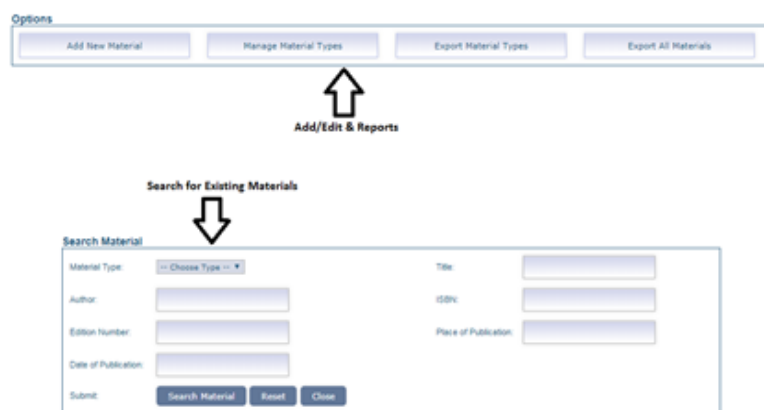 Options
Add New Material Manage Material Types Export Material Types Export All Materials
Add/Edit & Reports
Search for Existing Materials
Search Material
Material Type: -- Choose Type -- ▼ Title:
Author: ISBN:
Edition Number: Place of Publication:
Date of Publication:
Submit: Search Material Reset Close